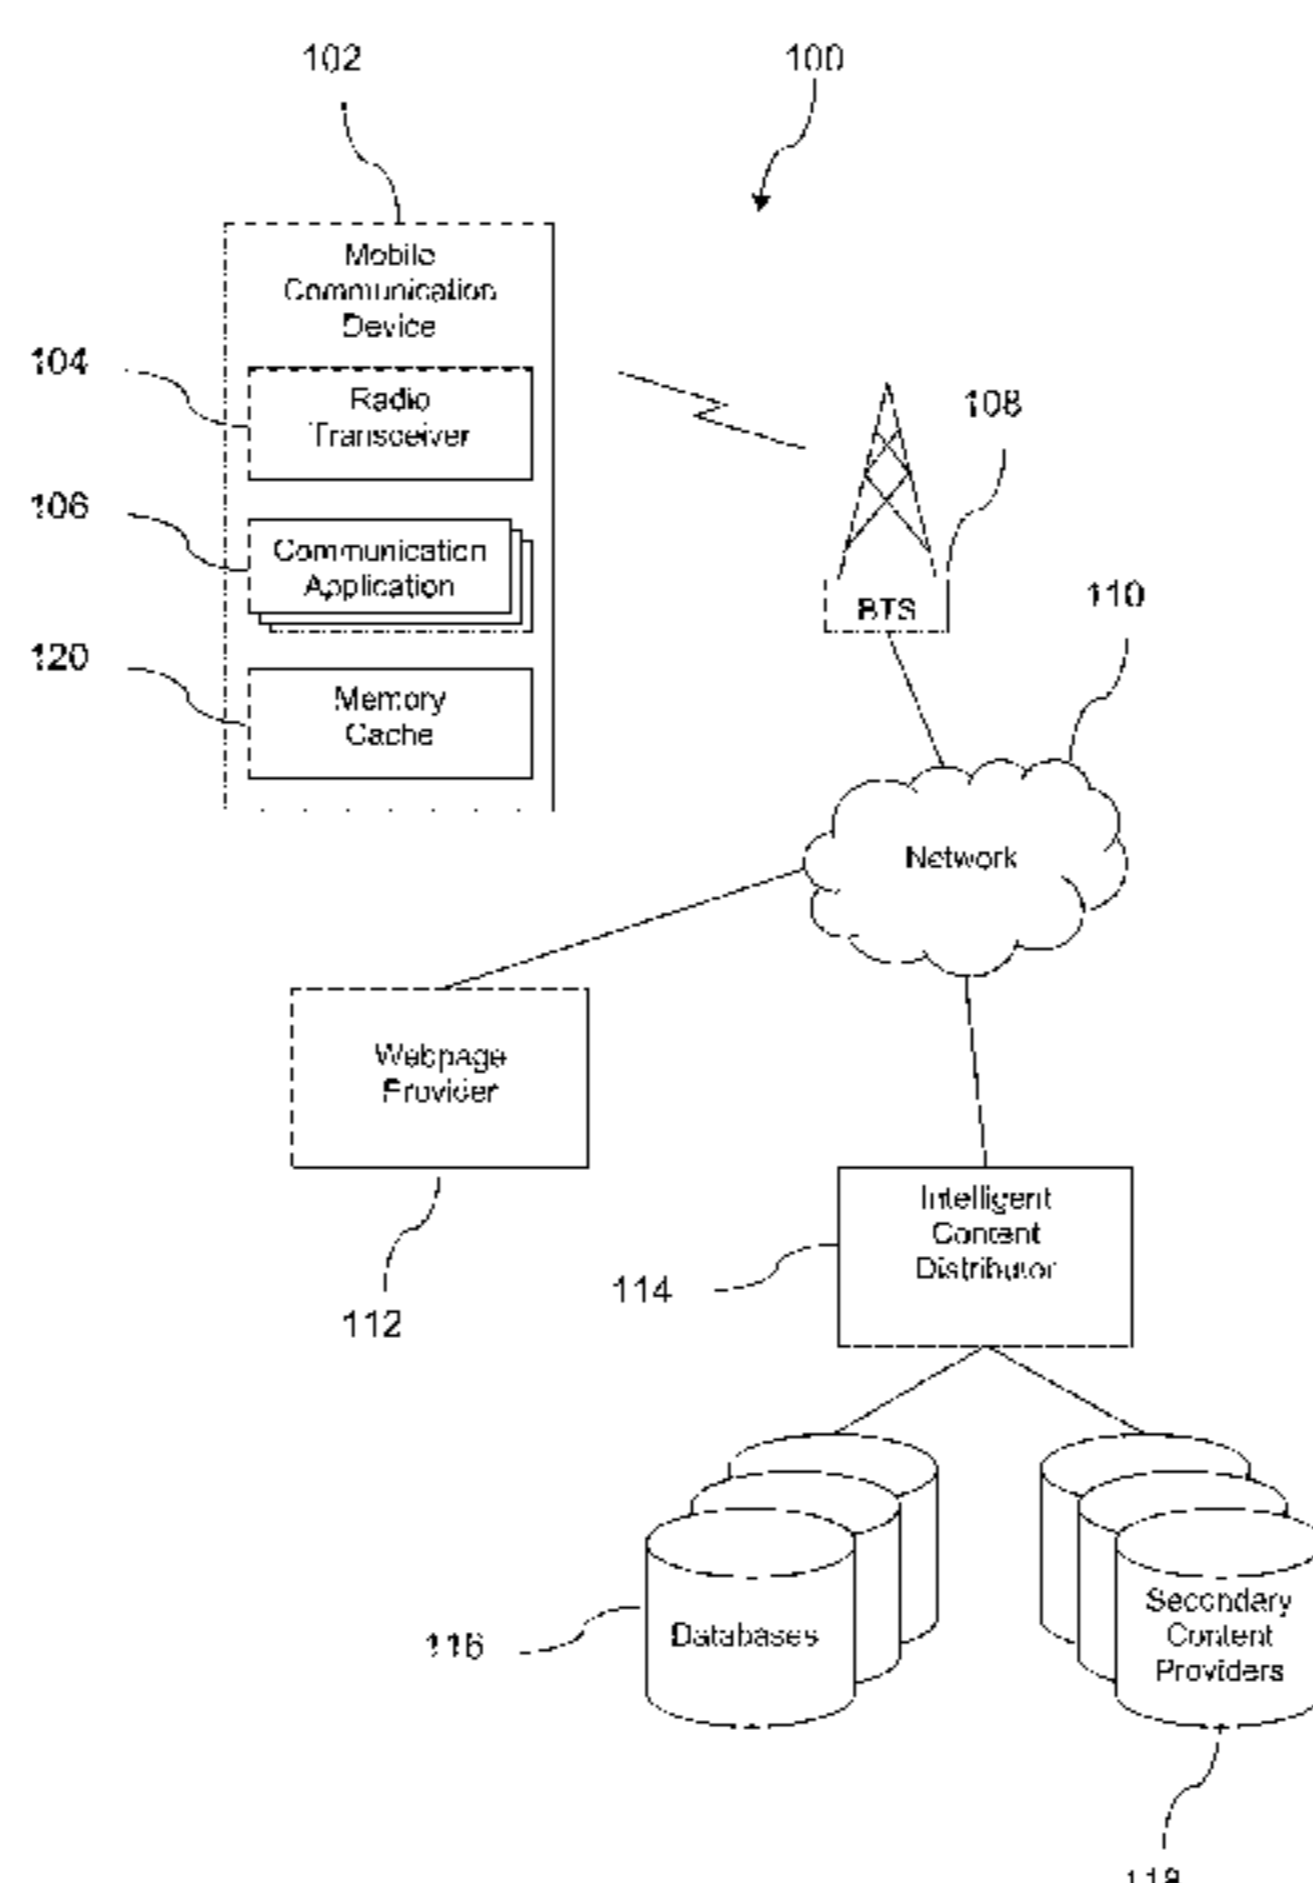 102
100
Mobile
Communication
Device
104
Radio
Transceiver
108
106
Communication
Application
BTS
110
120
Memory
Cache
Network
Webpage
Provider
Intelligent
Content
Distributor
114
112
Secondary
Content
Providers
Databases
116
118